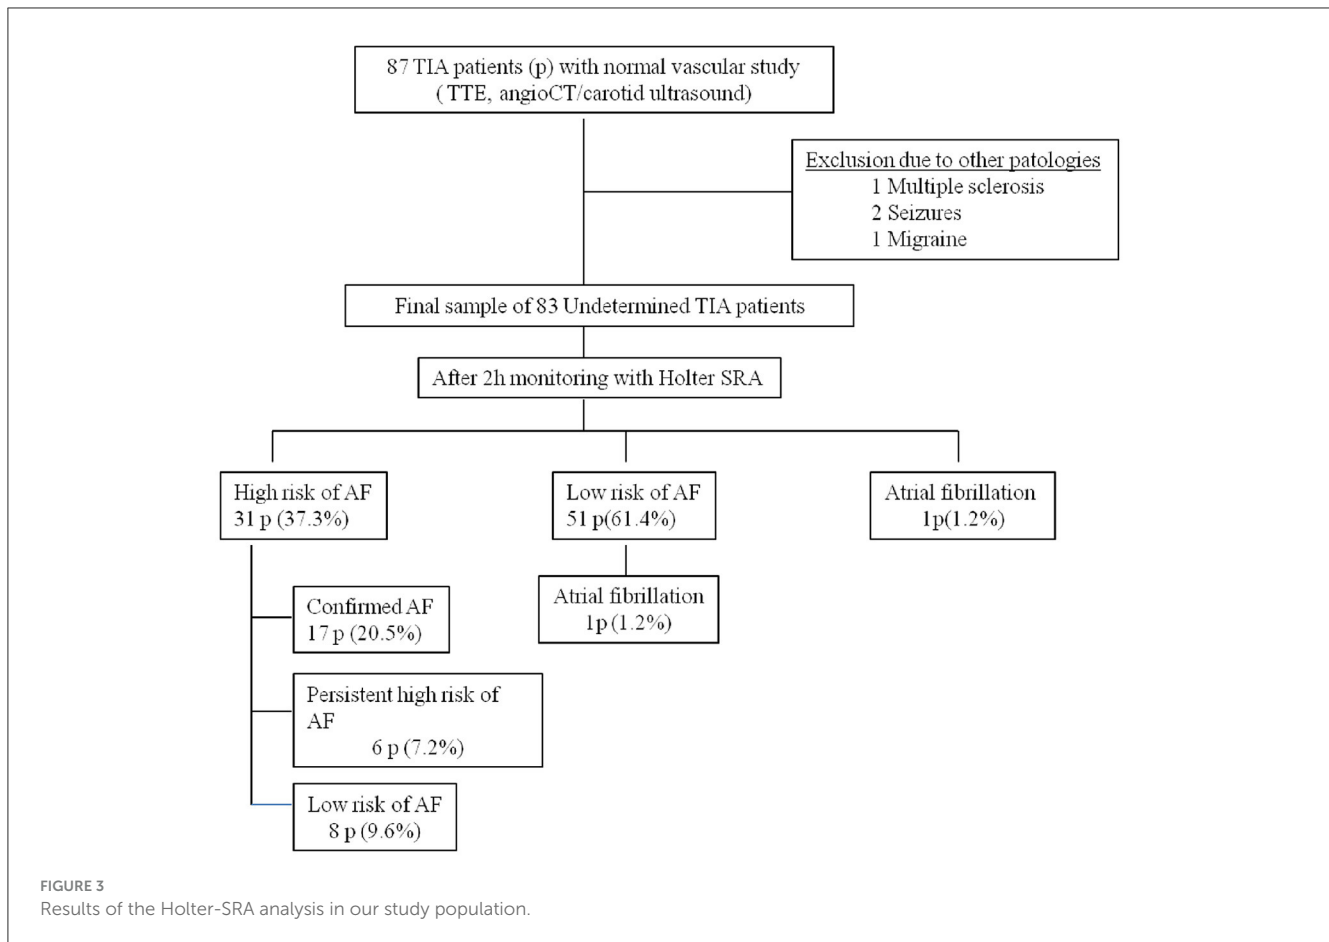 87 TIA patients (p) with normal vascular study
( TTE, angioCT/carotid ultrasound)
Exclusion due to other patologies
1 Multiple sclerosis
2 Seizures
1 Migraine
Final sample of 83 Undetermined TIA patients
After 2h monitoring with Holter SRA
High risk of AF
31 p (37.3%)
Low risk of AF
51 p(61.4%)
Atrial fibrillation
1p(1.2%)
Confirmed AF
17 p (20.5%)
Atrial fibrillation
1p (1.2%)
Persistent high risk of
AF
6 p (7.2%)
Low risk of AF
8 p (9.6%)
FIGURE 3
Results of the Holter-SRA analysis in our study population.